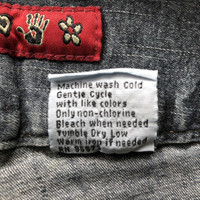 Machine wash Cold
Gentle Cycle
with like colors
Only non-chlorine
Bleach when needed
Tumble Dry Low
Warm iron if needed
RN